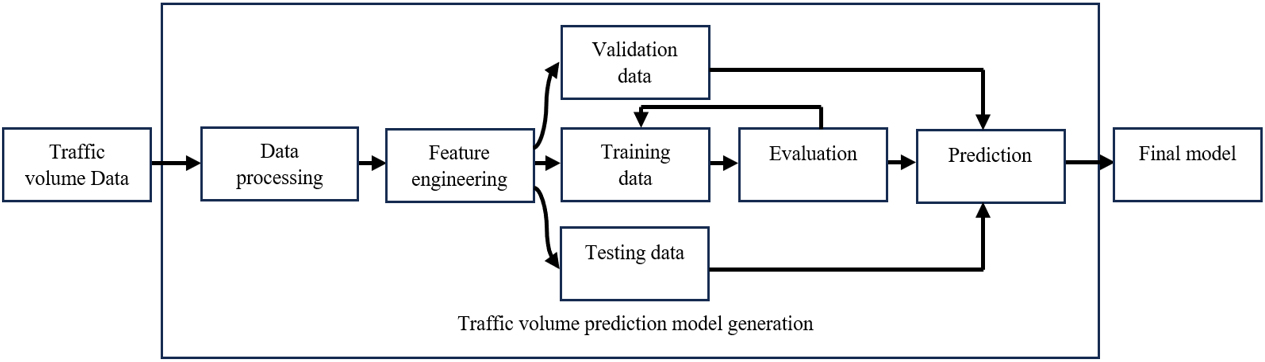 Traffic
volume Data
Data
processing
Feature
engineering
Validation
data
Training
data
Testing data
Evaluation
Prediction
Final model
Traffic volume prediction model generation